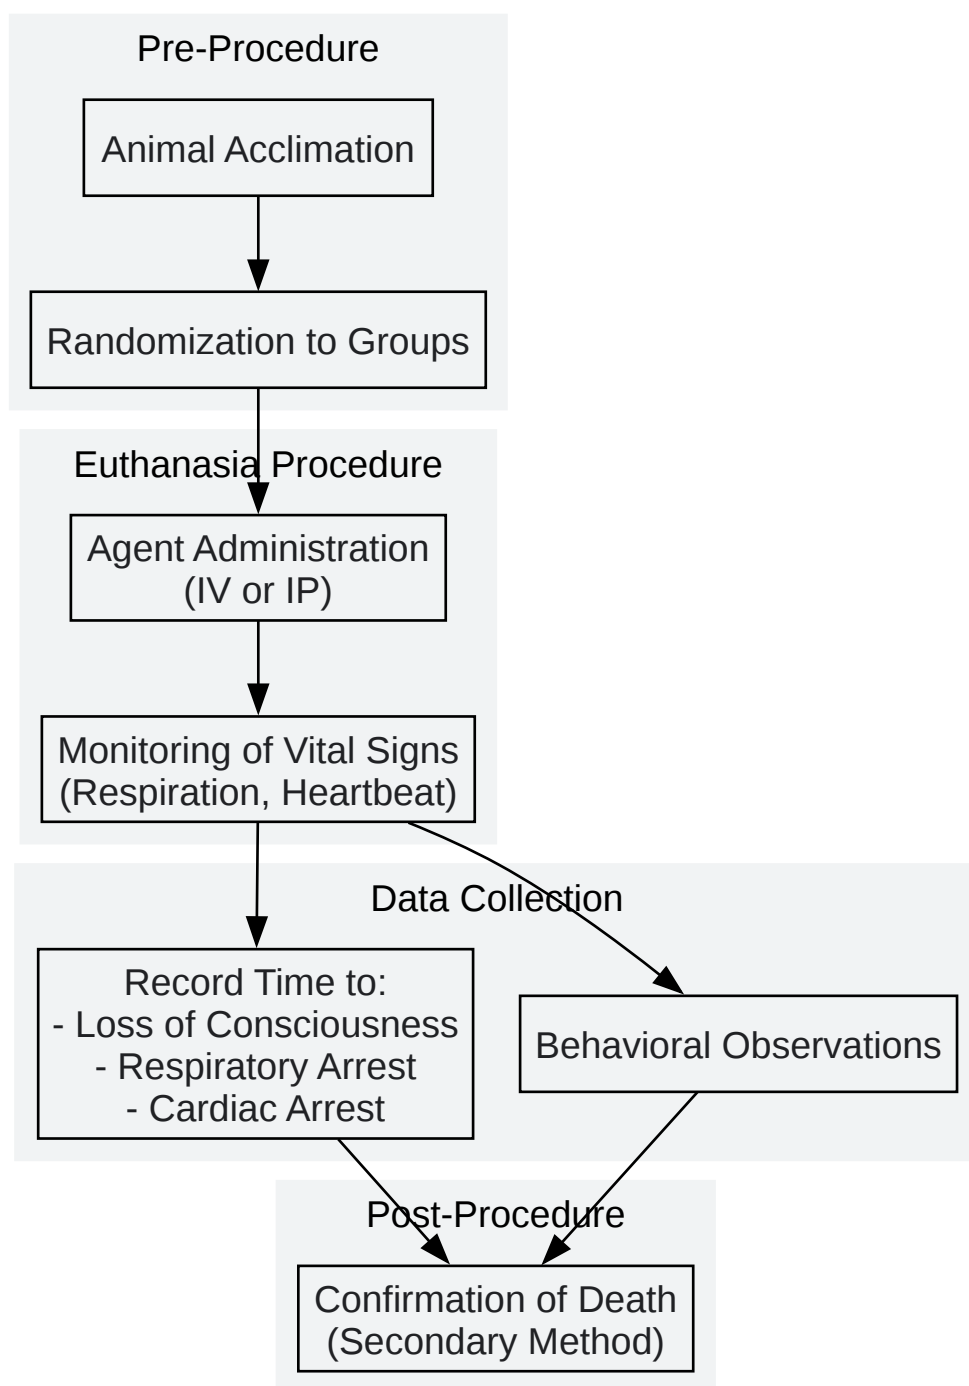 Pre-Procedure
Animal Acclimation
Randomization to Groups
Euthanasia Procedure
Agent Administration
(IV or IP)
Monitoring of Vital Signs
(Respiration, Heartbeat)
Data Collection
Record Time to:
- Loss of Consciousness
- Respiratory Arrest
- Cardiac Arrest
Behavioral Observations
Post-Procedure
Confirmation of Death
(Secondary Method)